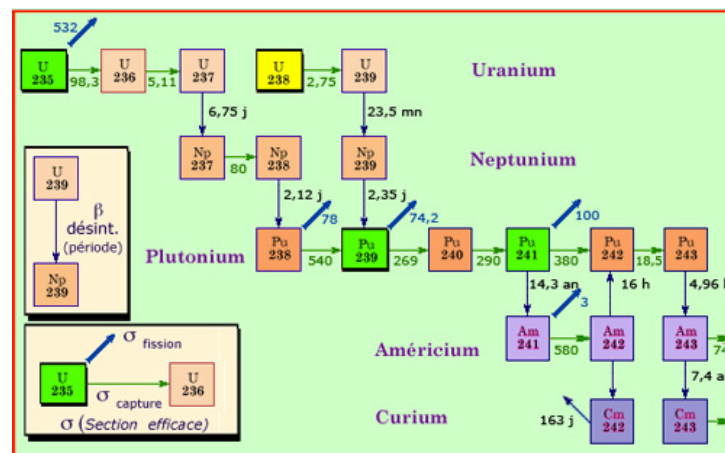 532
U 235
98,3
U 236
5,11
U 237
U 238
2,75
U 239
Uranium
6,75 j
23,5 mn
Np 237
80
Np 238
Np 239
Neptunium
2,12 j
2,35 j
78
74,2
100
Plutonium
Pu 238
540
Pu 239
269
Pu 240
290
Pu 241
380
Pu 242
18,5
Pu 243
14,3 an
3
16 h
4,96
Américium
Am 241
580
Am 242
Am 243
74
7,4 a
Curium
163 j
Cm 242
Cm 243
U 239
β
désint.
(période)
Np 239
σ fission
U 235
U 236
σ capture
σ (Section efficace)